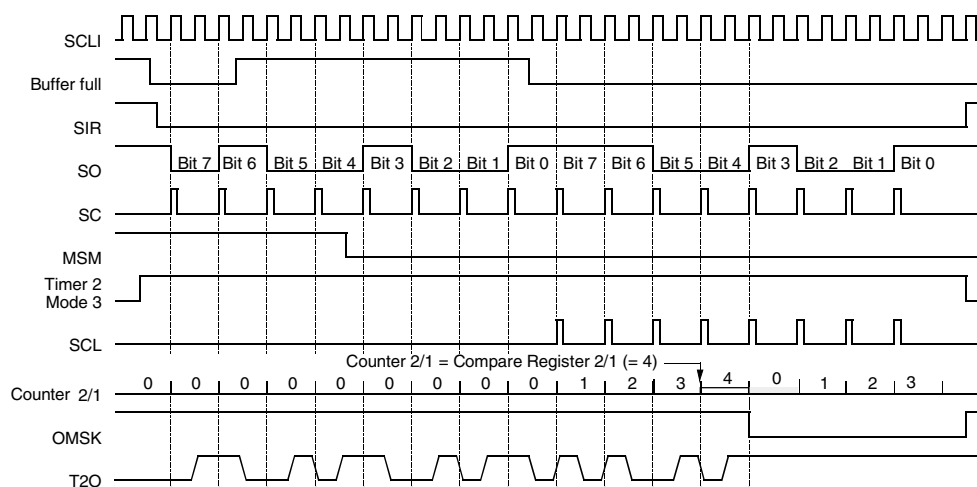 SCLI
Buffer full
SIR
SO Bit 7 Bit 6 Bit 5 Bit 4 Bit 3 Bit 2 Bit 1 Bit 0 Bit 7 Bit 6 Bit 5 Bit 4 Bit 3 Bit 2 Bit 1 Bit 0
SC
MSM
Timer 2
Mode 3
SCL
Counter 2/1 = Compare Register 2/1 (= 4)
Counter 2/1 0 0 0 0 0 0 0 0 0 1 2 3 4 0 1 2 3
OMSK
T2O